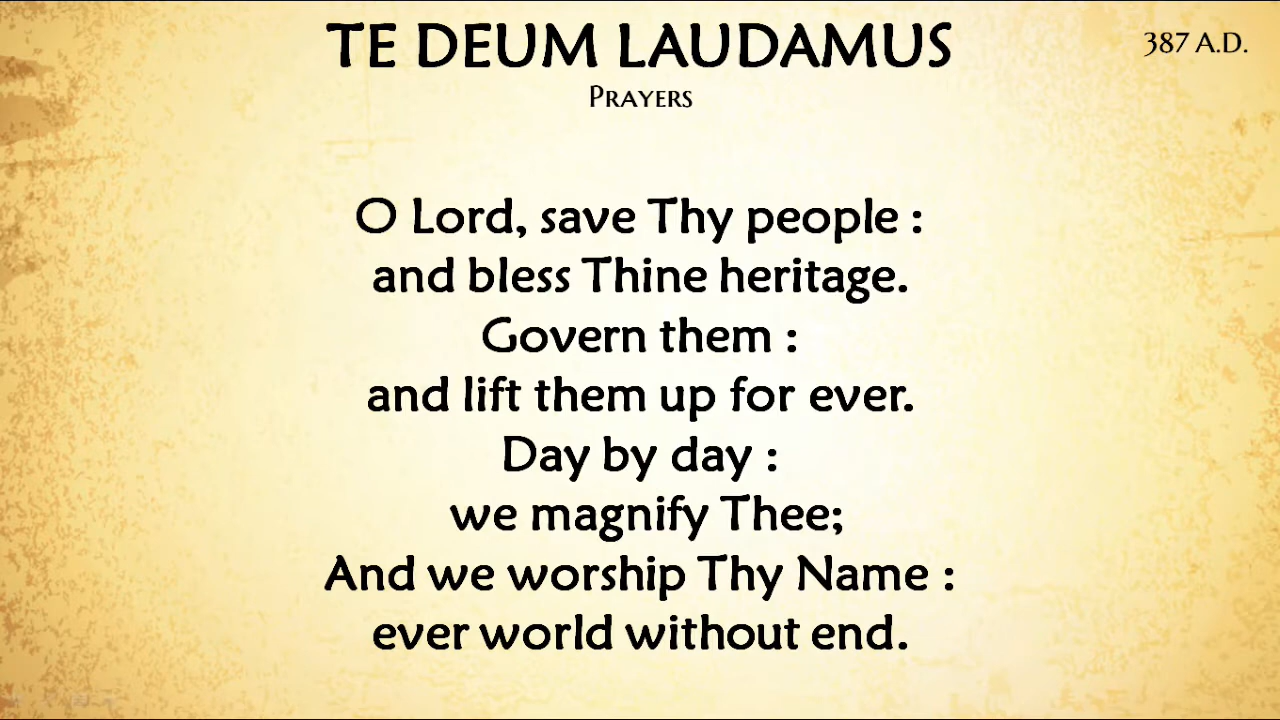 TE DEUM LAUDAMUS
387 A.D.
PRAYERS
O Lord, save Thy people :
and bless Thine heritage.
Govern them :
and lift them up for ever.
Day by day :
we magnify Thee;
And we worship Thy Name :
ever world without end.